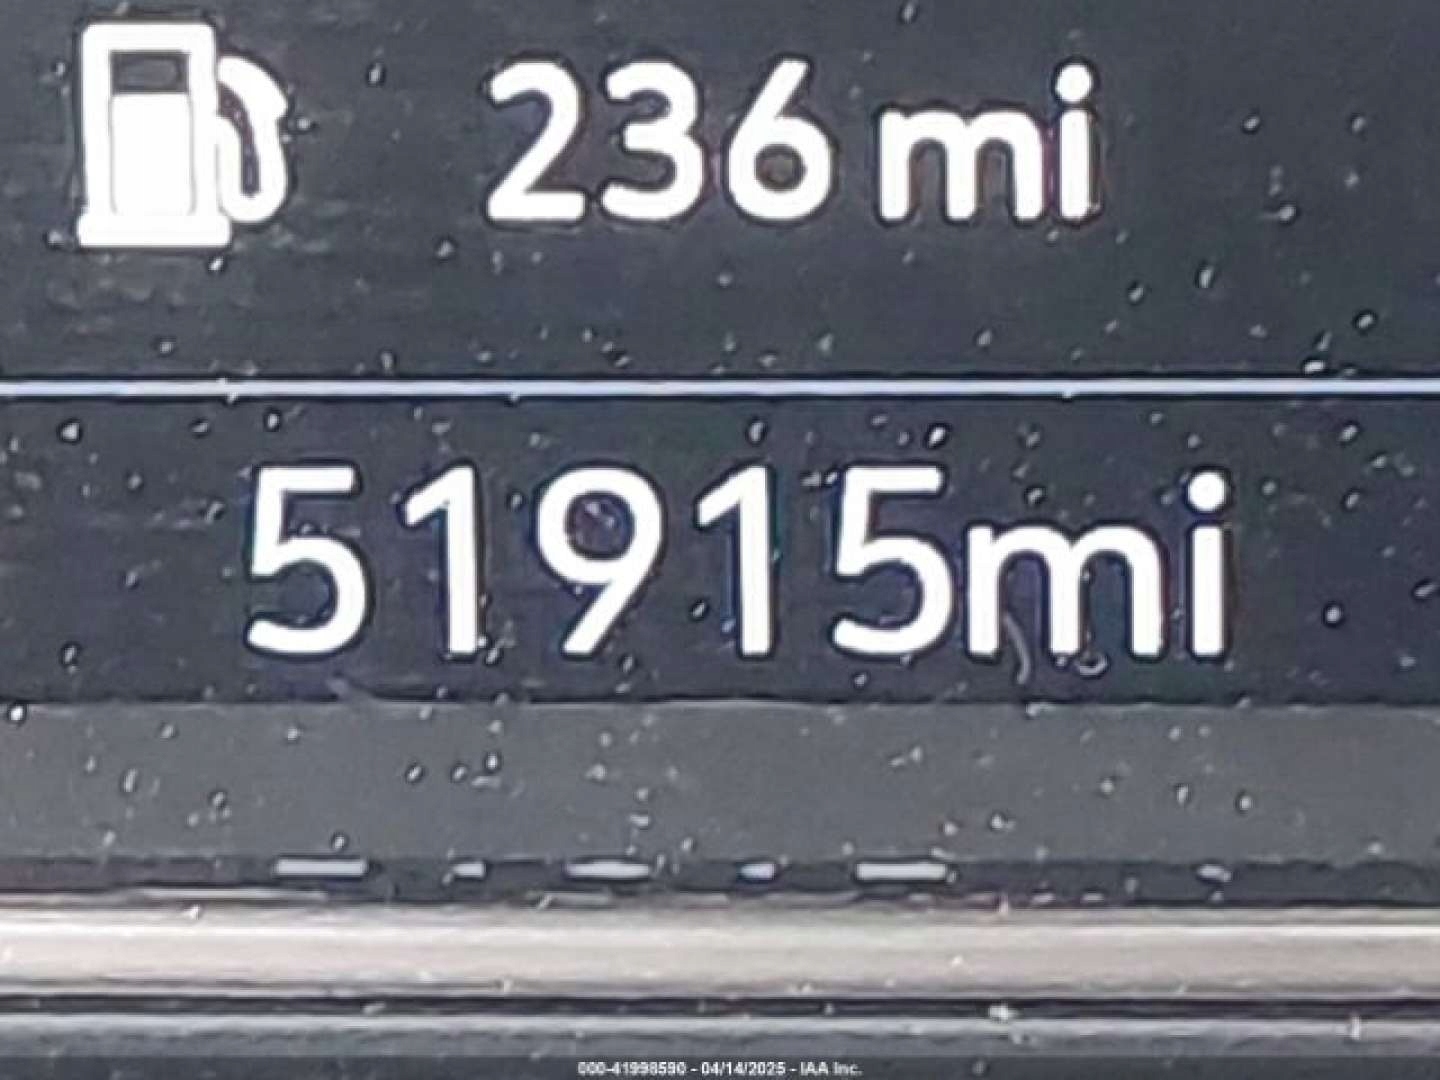 236 mi
51915mi
000-41998590 - 04/14/2025 - IAA Inc.